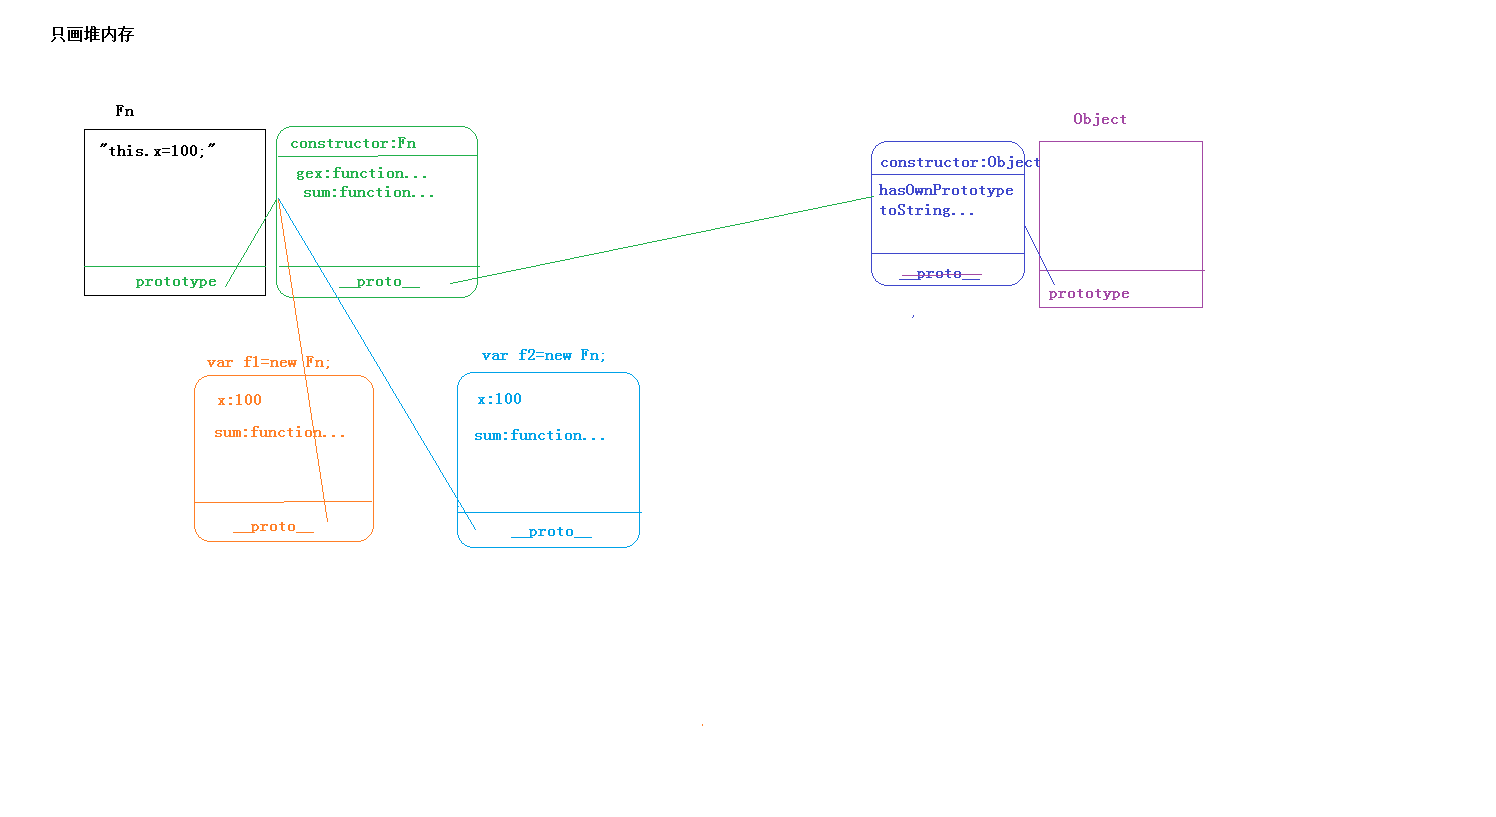 只画堆内存
Fn
"this.x=100;"
prototype
constructor:Fn
gex:function...
sum:function...
__proto__
constructor:Object
hasOwnPrototype
toString...
__proto__
Object
prototype
var f1=new Fn;
x:100
sum:function...
__proto__
var f2=new Fn;
x:100
sum:function...
__proto__